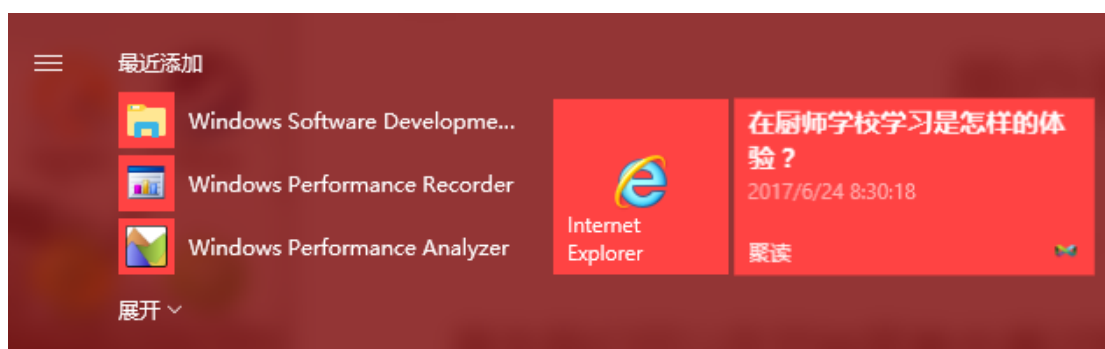 最近添加
Windows Software Developme...
Windows Performance Recorder
Windows Performance Analyzer
展开
Internet
Explorer
在厨师学校学习是怎样的体
验？
2017/6/24 8:30:18
聚读